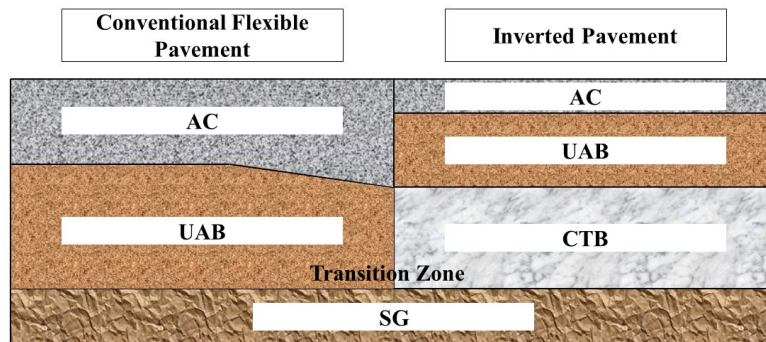 Conventional Flexible
Pavement
Inverted Pavement
AC
AC
UAB
UAB
CTB
Transition Zone
SG